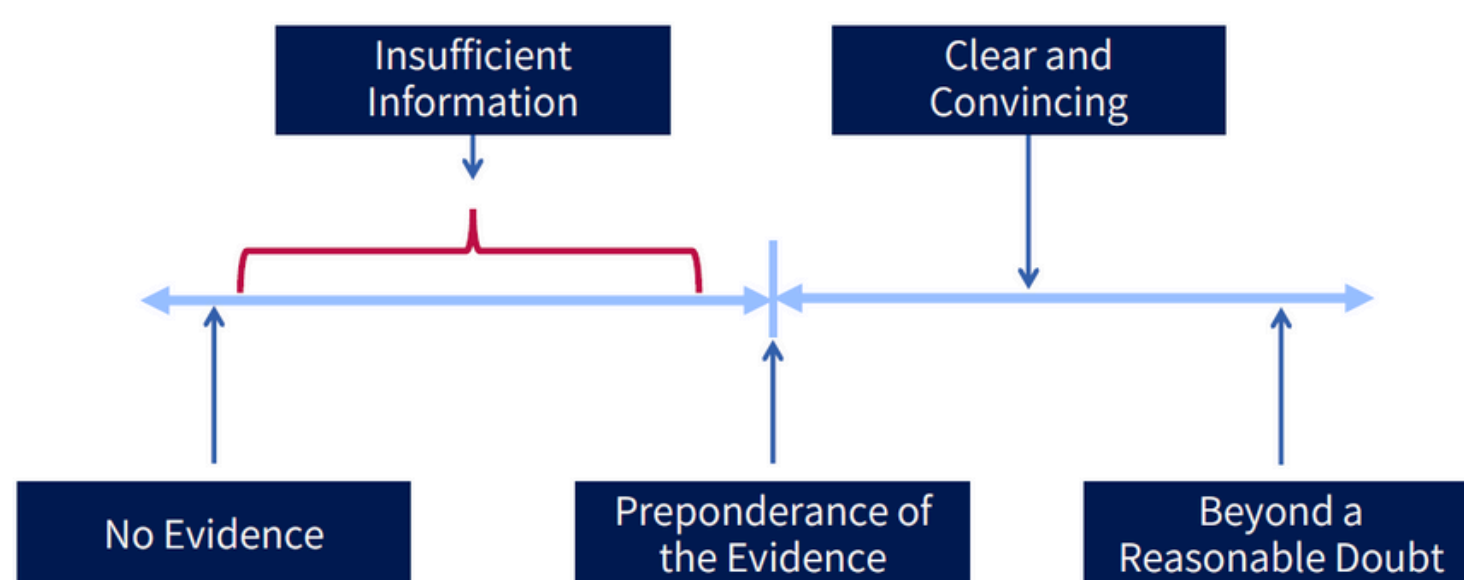 Insufficient
Information
Clear and
Convincing
No Evidence
Preponderance of
the Evidence
Beyond a
Reasonable Doubt